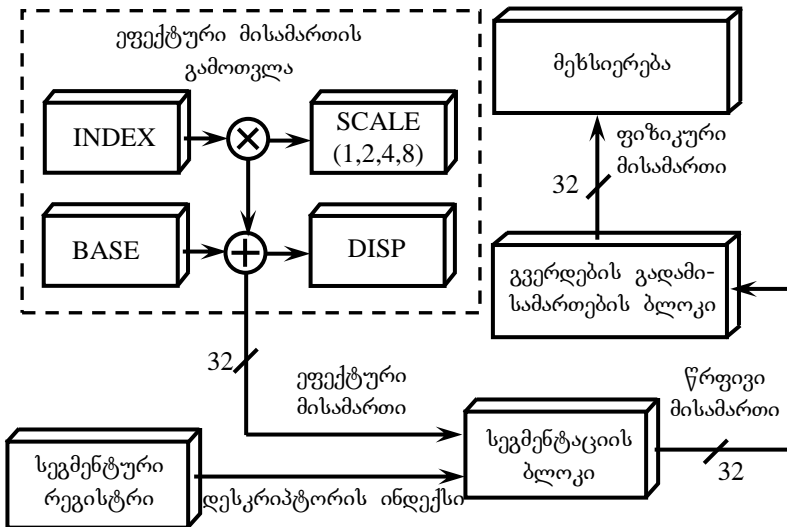 ეფექტური მისამართის
გამოთვლა
მეხსიერება
INDEX
SCALE
(1,2,4,8)
ფიზიკური
მისამართი
32
BASE
DISP
გვერდების გადამი-
სამართების ბლოკი
32
ეფექტური
მისამართი
წრფივი
მისამართი
სეგმენტაციის
ბლოკი
32
სეგმენტური
რეგისტრი
დესკრიპტორის ინდექსი